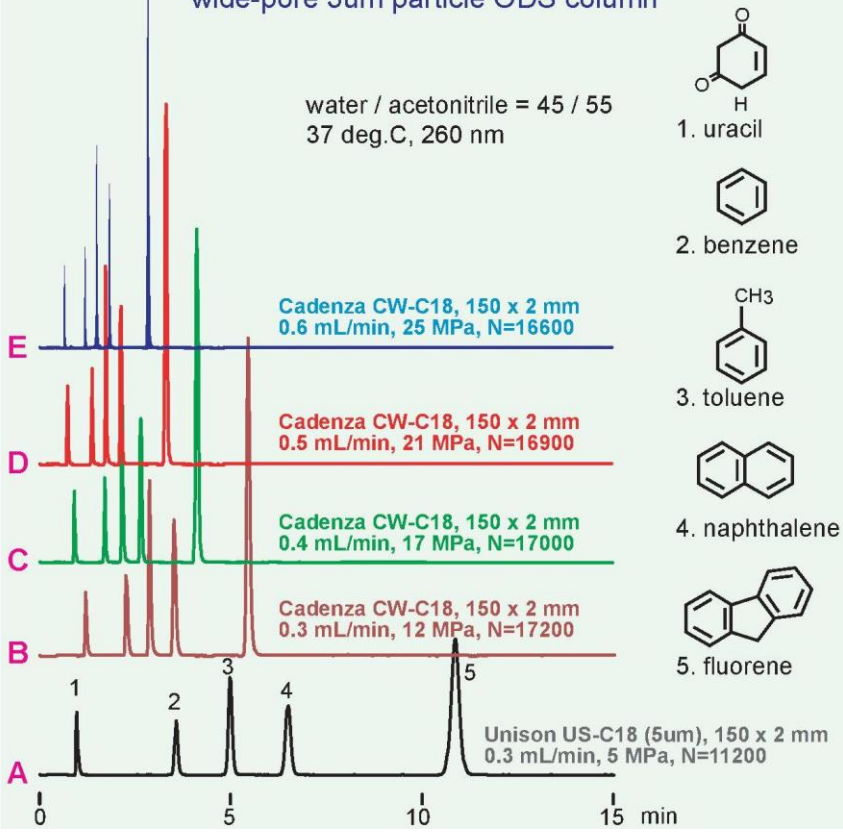 wide-pore 3um particle ODS column
water / acetonitrile = 45 / 55
37 deg.C, 260 nm
O
O
H
1. uracil
2. benzene
CH3
3. toluene
4. naphthalene
5. fluorene
E
Cadenza CW-C18, 150 x 2 mm
0.6 mL/min, 25 MPa, N=16600
D
Cadenza CW-C18, 150 x 2 mm
0.5 mL/min, 21 MPa, N=16900
C
Cadenza CW-C18, 150 x 2 mm
0.4 mL/min, 17 MPa, N=17000
B
Cadenza CW-C18, 150 x 2 mm
0.3 mL/min, 12 MPa, N=17200
A
1
2
3
4
5
Unison US-C18 (5um), 150 x 2 mm
0.3 mL/min, 5 MPa, N=11200
0 5 10 15 min